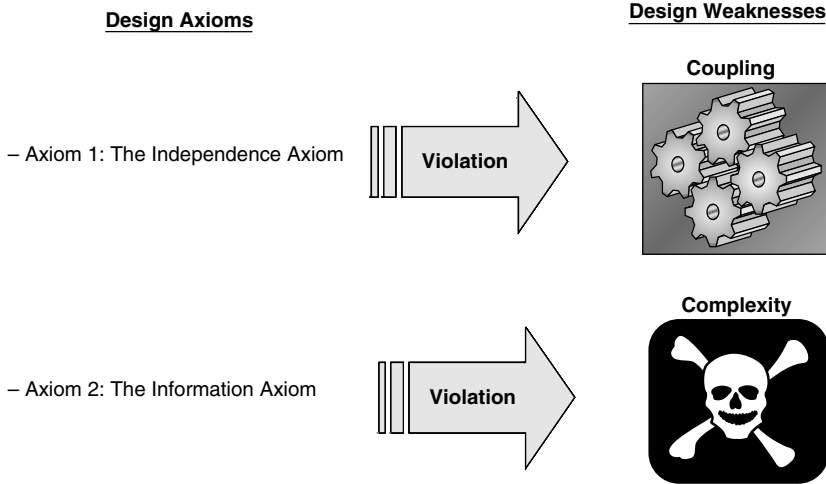 Design Axioms
Design Weaknesses
Coupling
– Axiom 1: The Independence Axiom
Violation
Complexity
– Axiom 2: The Information Axiom
Violation